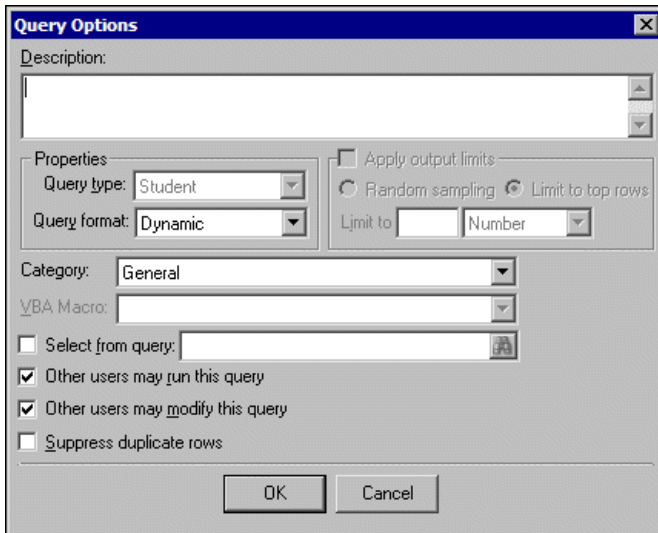 Query Options
Description:
Properties
Query type: Student
Query format: Dynamic
Apply output limits
Random sampling Limit to top rows
Limit to Number
Category: General
VBA Macro:
Select from query:
Other users may run this query
Other users may modify this query
Suppress duplicate rows
OK Cancel